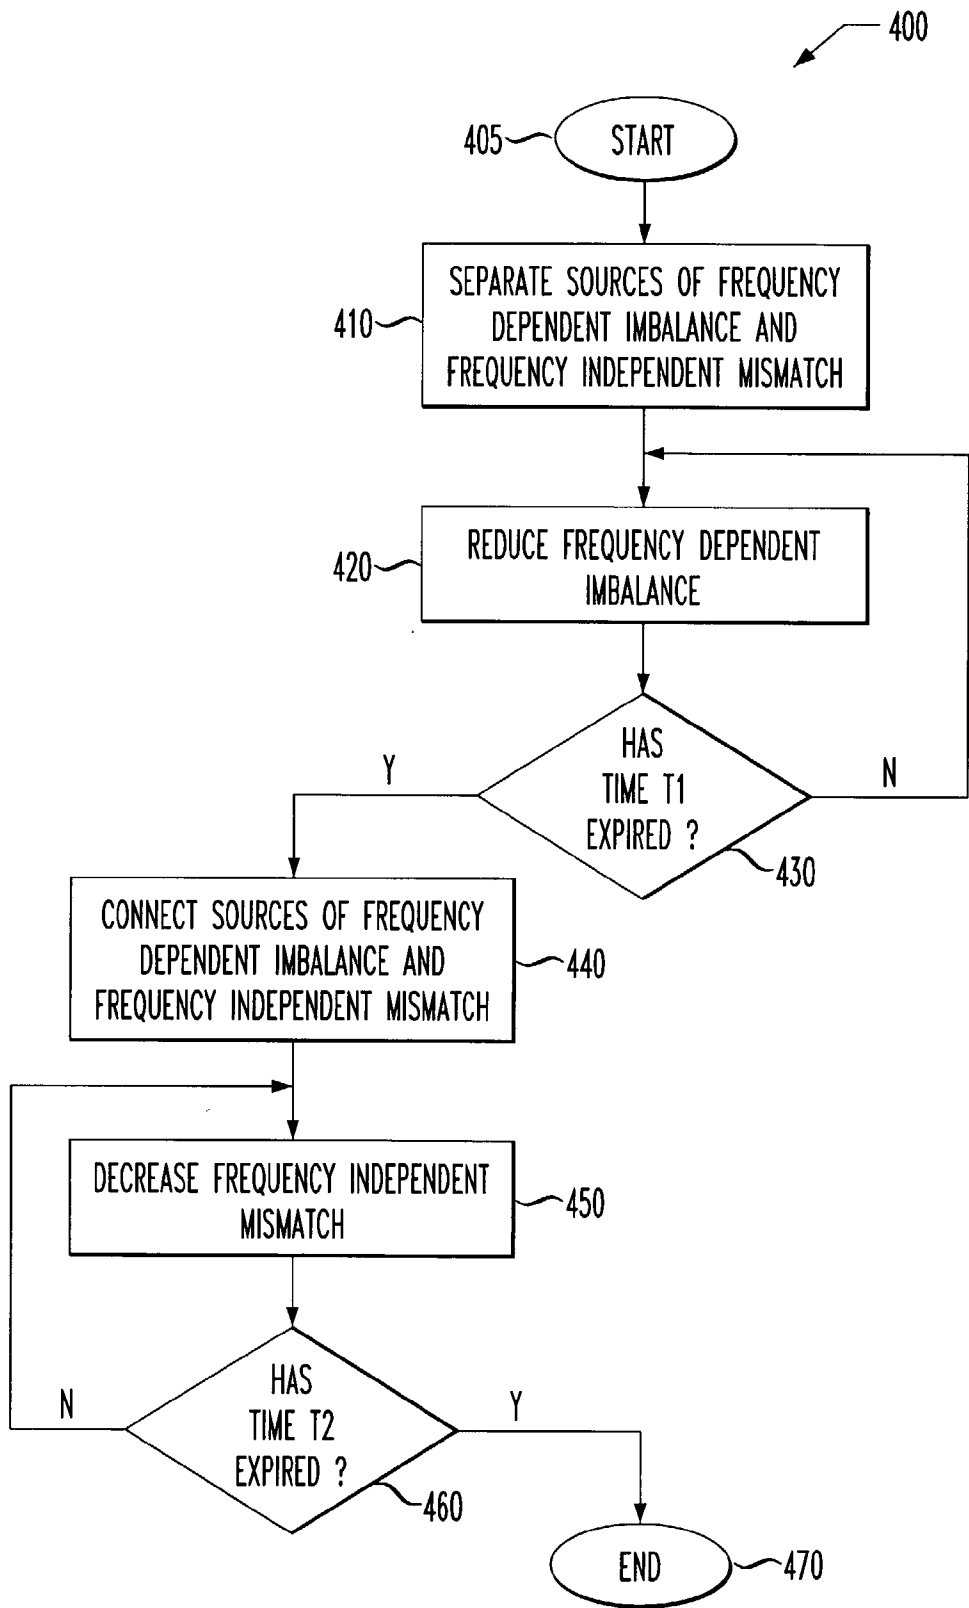 400
405
START
410
SEPARATE SOURCES OF FREQUENCY
DEPENDENT IMBALANCE AND
FREQUENCY INDEPENDENT MISMATCH
420
REDUCE FREQUENCY DEPENDENT
IMBALANCE
HAS
TIME T1
EXPIRED ?
Y
N
430
CONNECT SOURCES OF FREQUENCY
DEPENDENT IMBALANCE AND
FREQUENCY INDEPENDENT MISMATCH
440
DECREASE FREQUENCY INDEPENDENT
MISMATCH
450
HAS
TIME T2
EXPIRED ?
N
Y
460
END
470